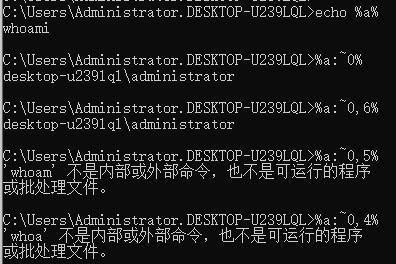 C:\Users\Administrator.DESKTOP-U239LQL>echo %a%
whoami
C:\Users\Administrator.DESKTOP-U239LQL>%a:~0%
desktop-u239lql\administrator
C:\Users\Administrator.DESKTOP-U239LQL>%a:~0,6%
desktop-u239lql\administrator
C:\Users\Administrator.DESKTOP-U239LQL>%a:~0,5%
'whoam' 不是内部或外部命令，也不是可运行的程序
或批处理文件。
C:\Users\Administrator.DESKTOP-U239LQL>%a:~0,4%
'whoa' 不是内部或外部命令，也不是可运行的程序
或批处理文件。